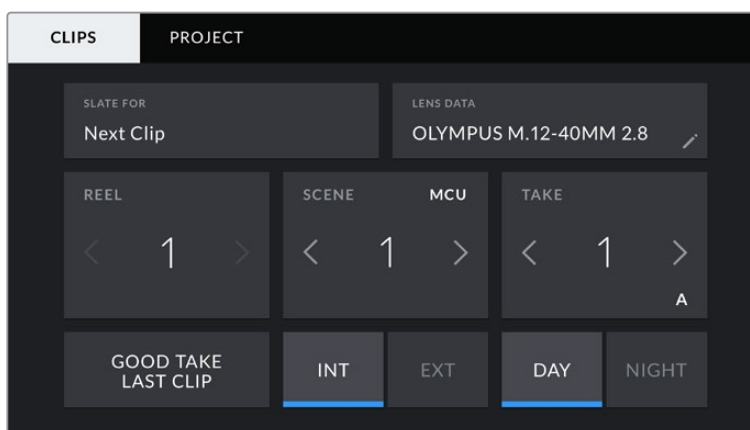 CLIPS PROJECT
SLATE FOR
Next Clip
LENS DATA
OLYMPUS M.12-40MM 2.8
REEL
1
SCENE MCU
1
TAKE
1
A
GOOD TAKE
LAST CLIP
INT EXT
DAY NIGHT